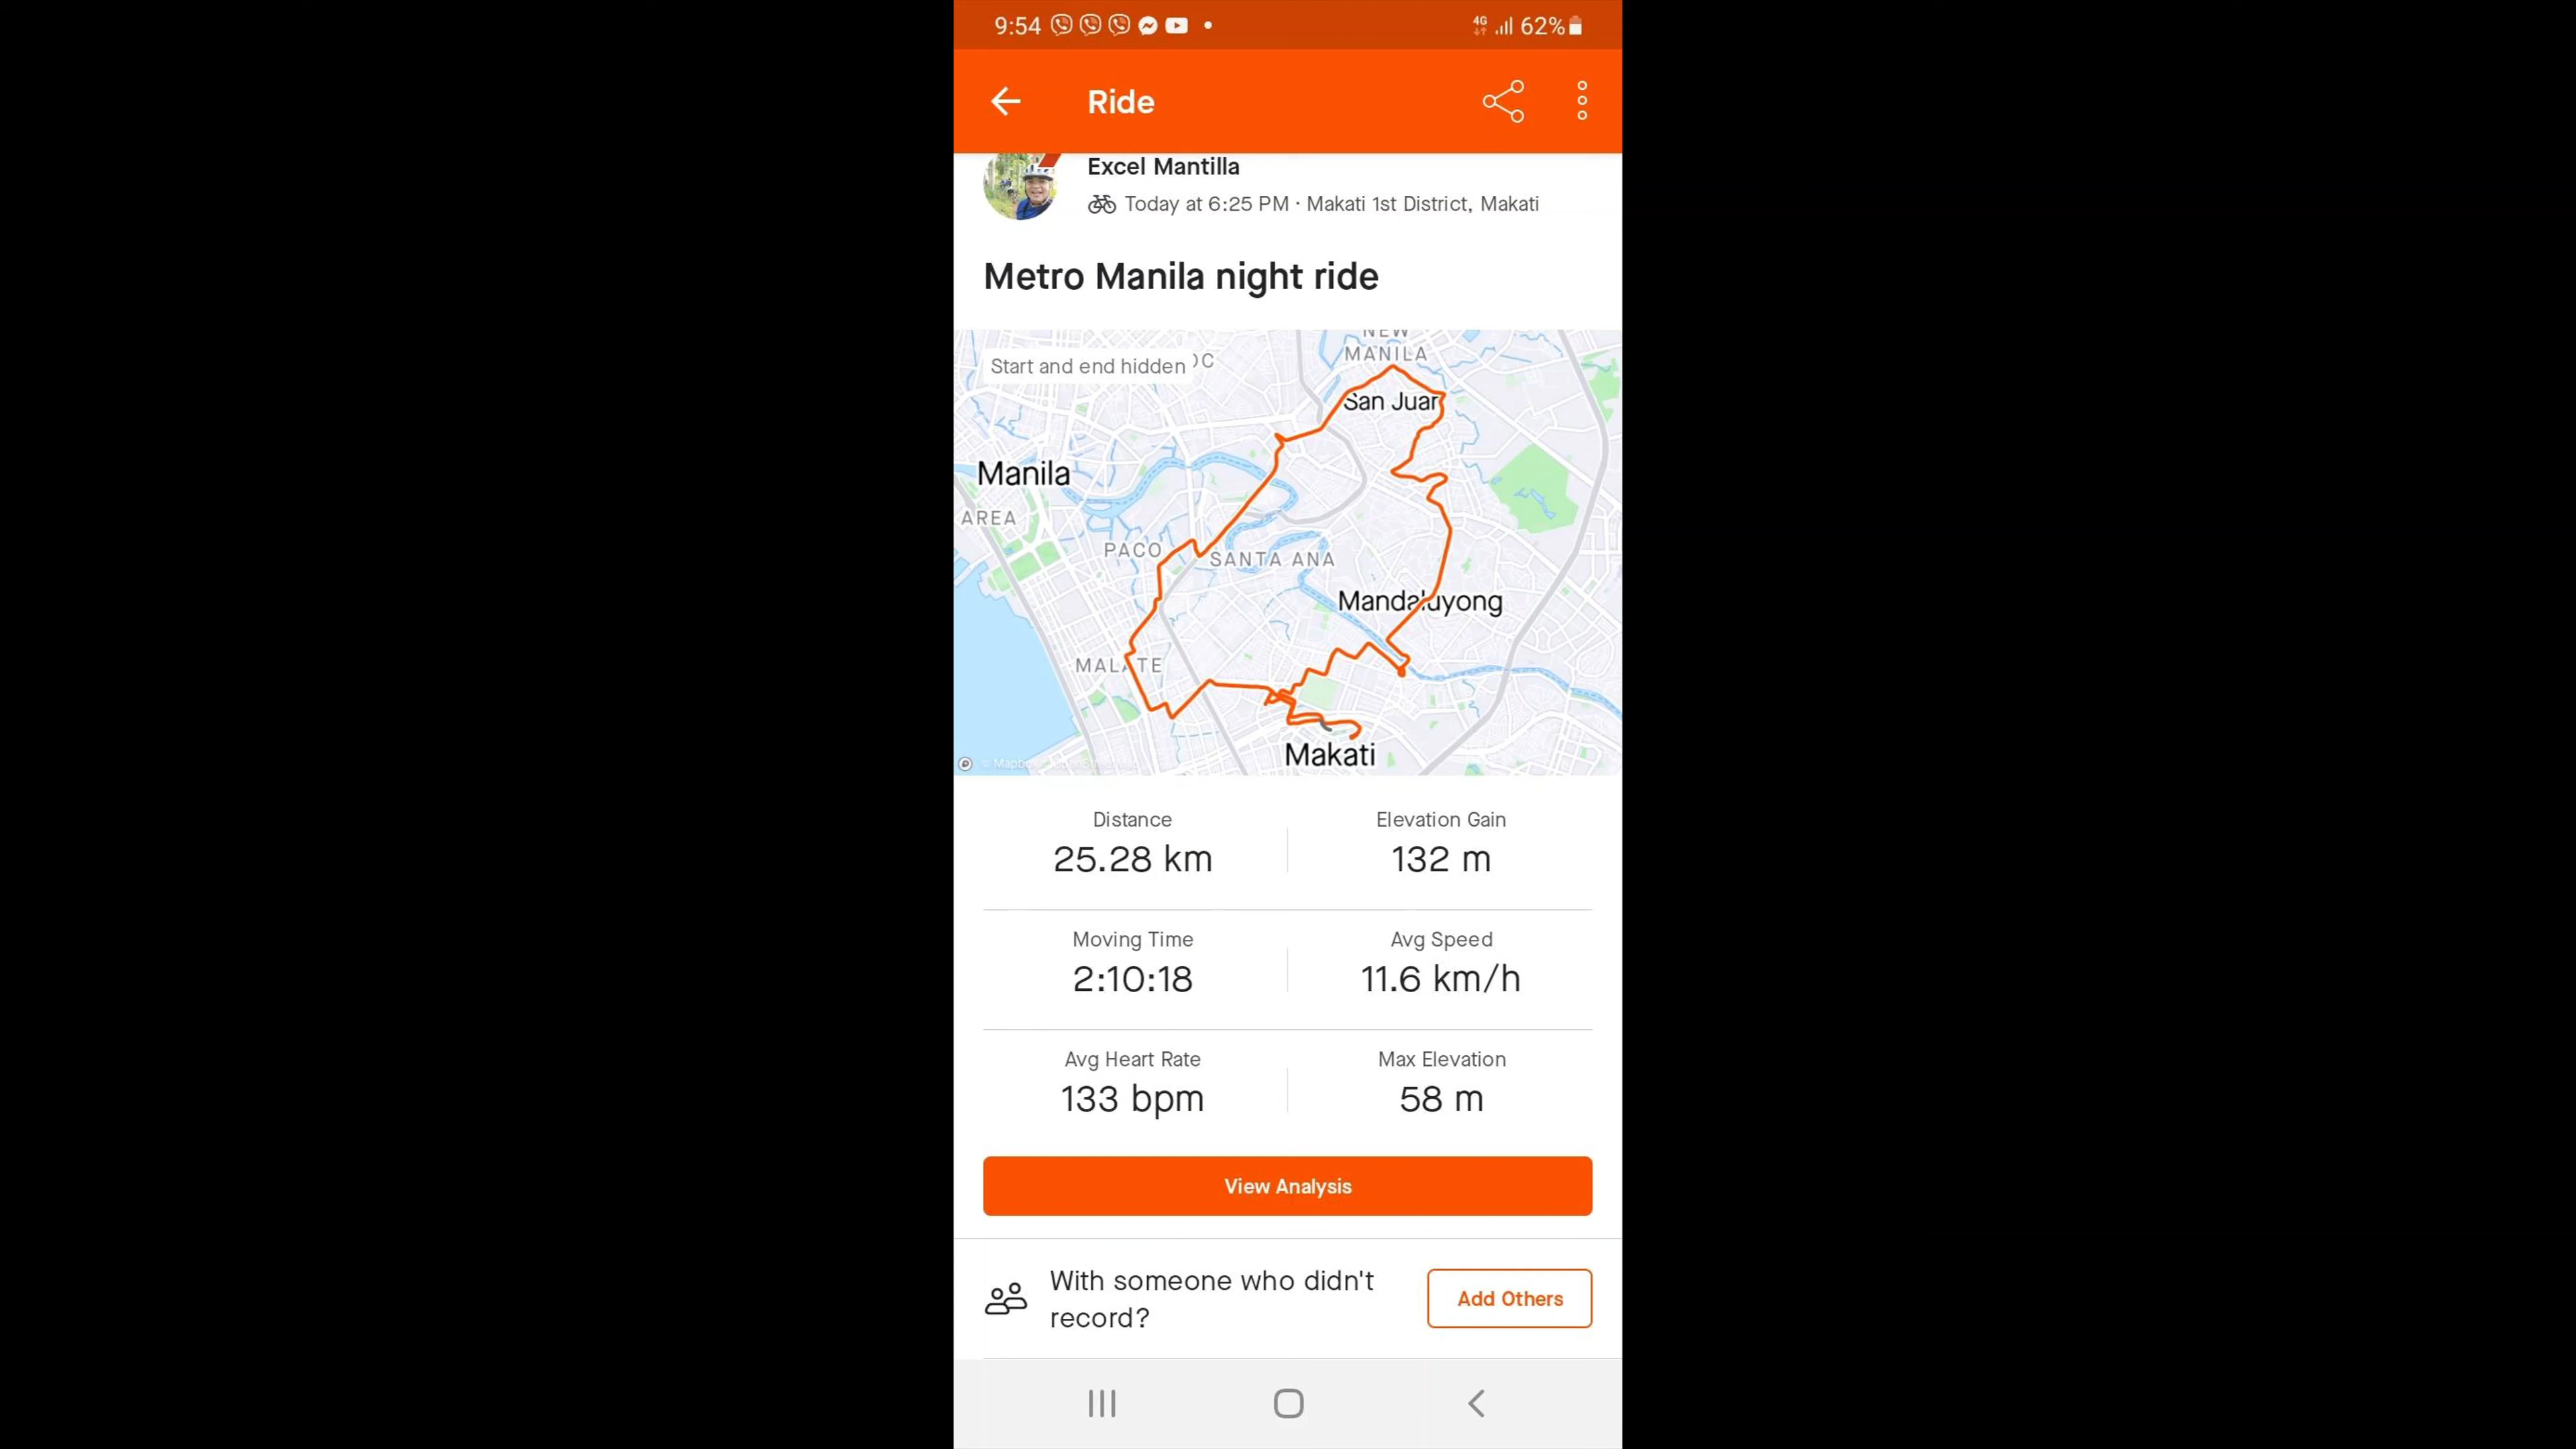 9:54
4G 62%
Ride
Excel Mantilla
Today at 6:25 PM · Makati 1st District, Makati
Metro Manila night ride
NEW
MANILA
Start and end hidden
San Juan
Manila
AREA
PACO
SANTA ANA
Mandaluyong
MALATE
Makati
Distance
Elevation Gain
25.28 km
132 m
Moving Time
Avg Speed
2:10:18
11.6 km/h
Avg Heart Rate
Max Elevation
133 bpm
58 m
View Analysis
With someone who didn't
record?
Add Others